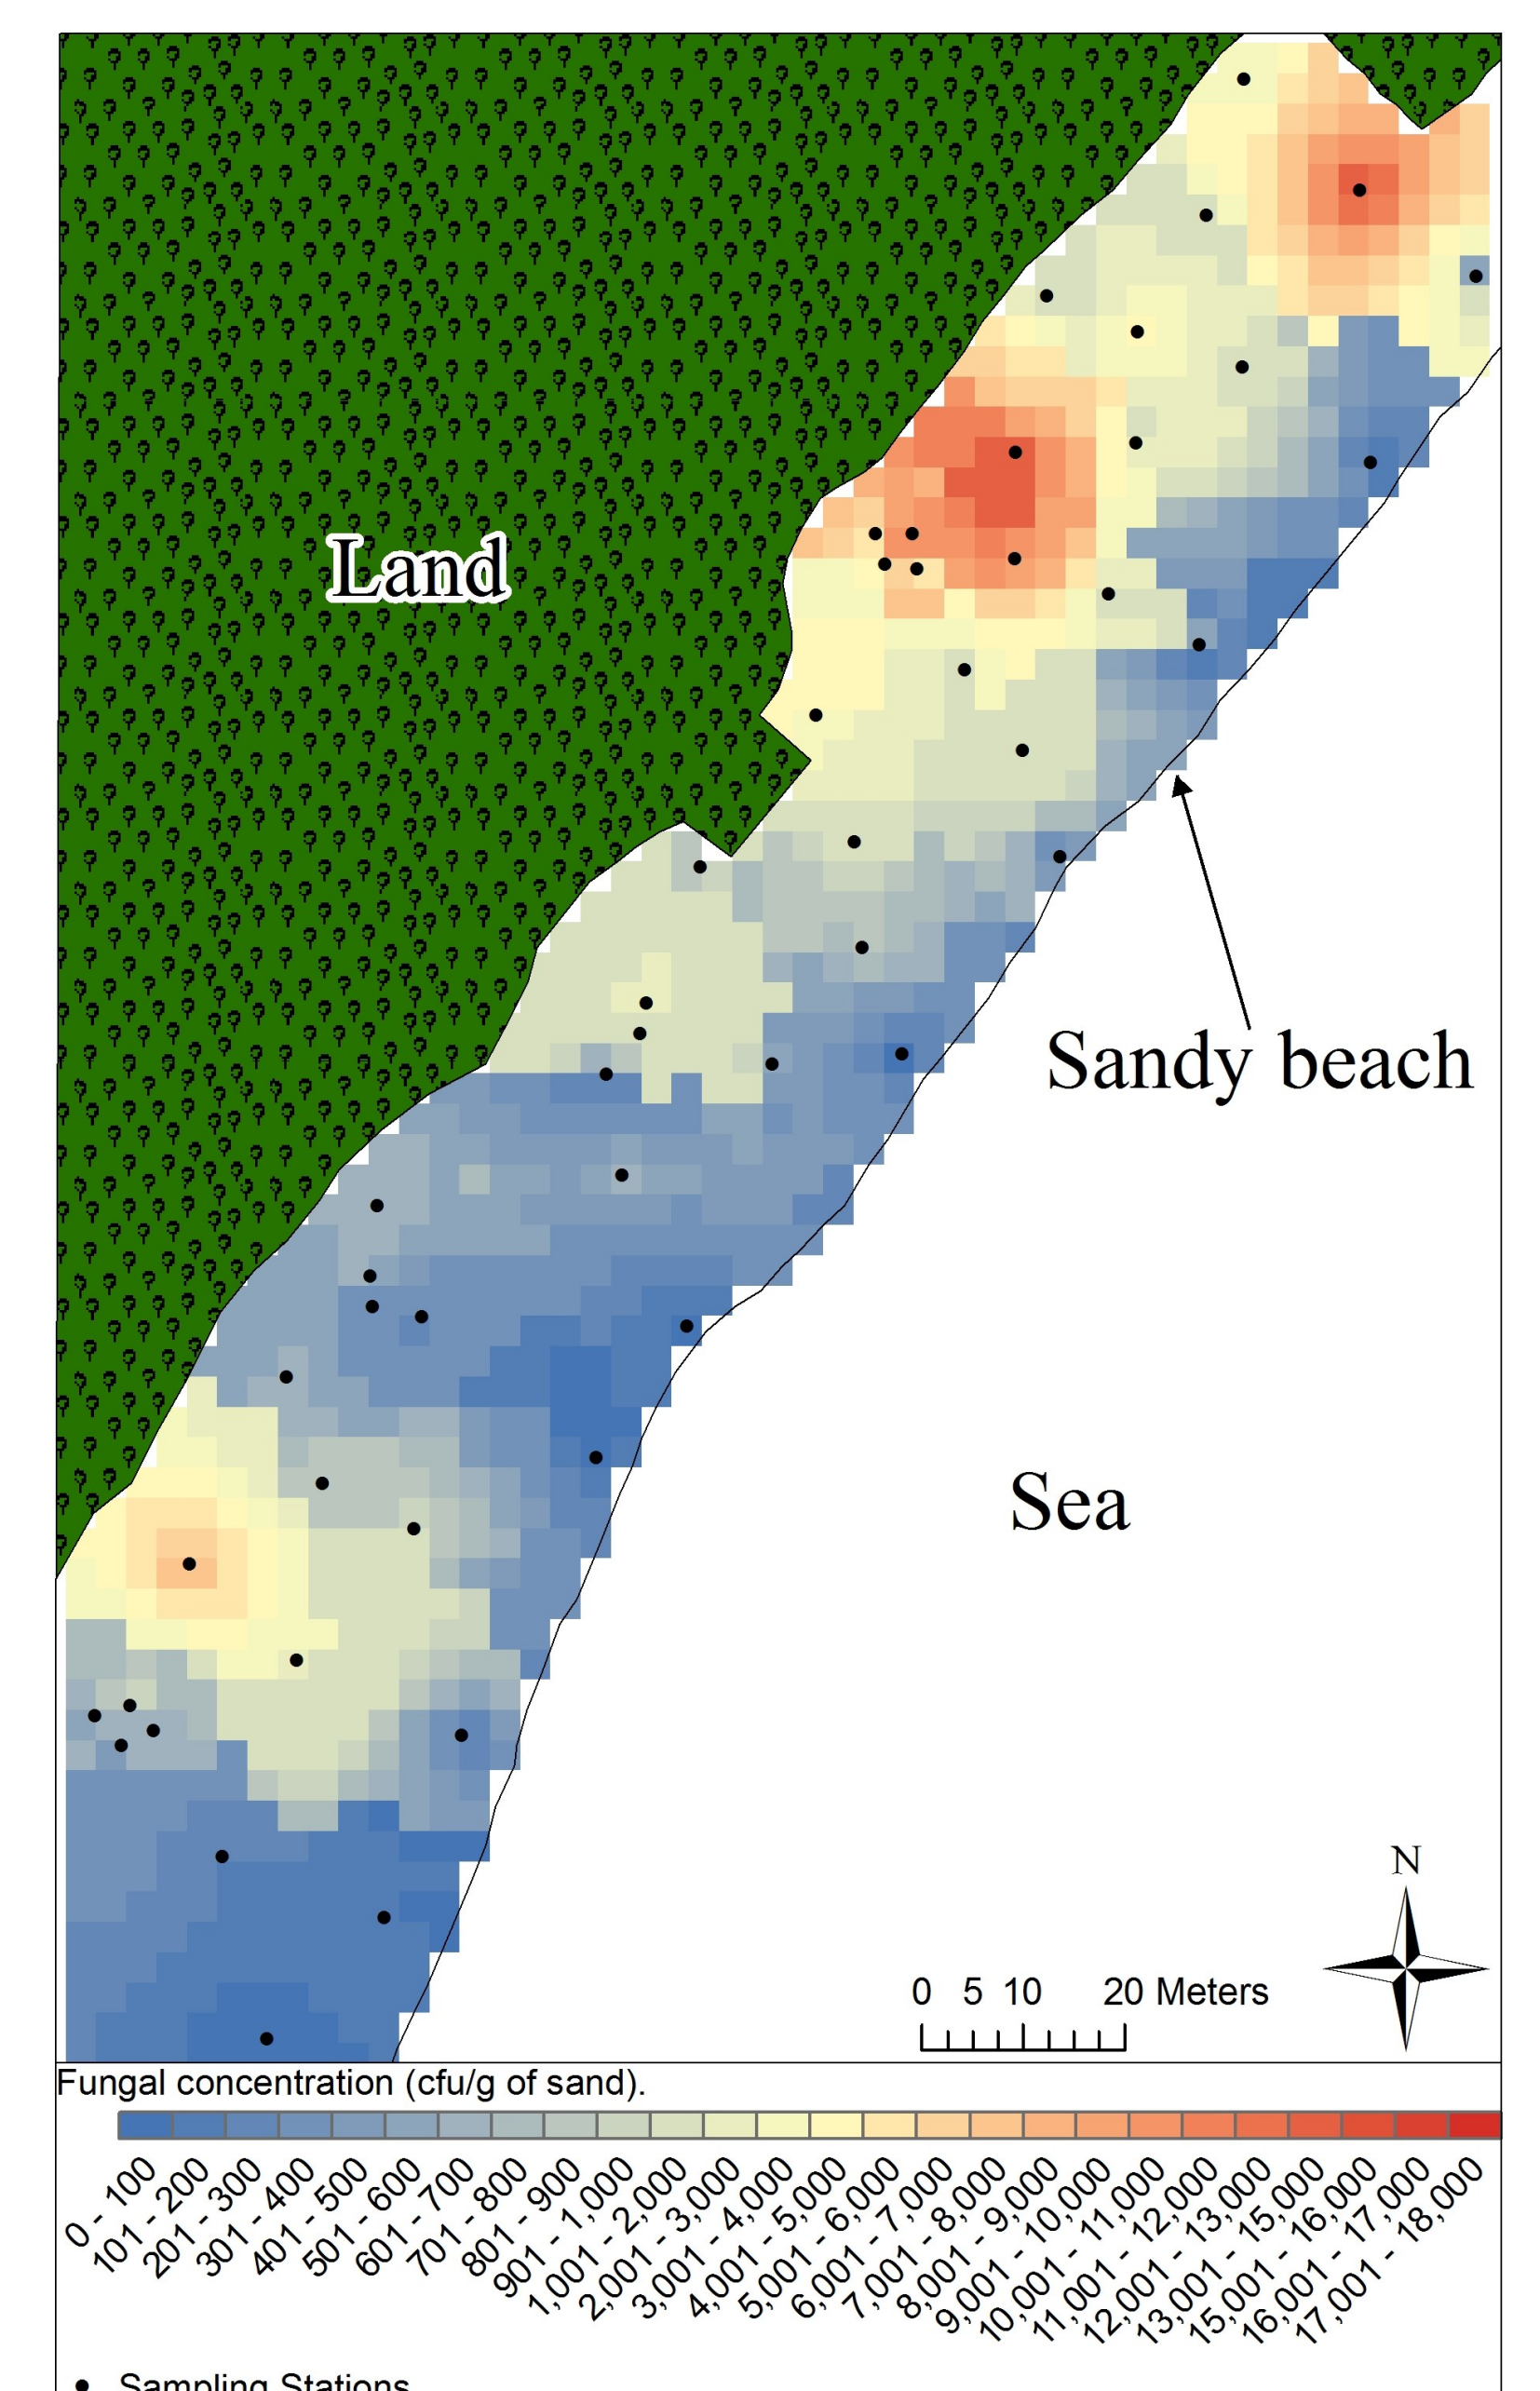 Land
Sandy beach
Sea
N
0 5 10 20 Meters
Fungal concentration (cfu/g of sand).
0 - 100
101 - 200
201 - 300
301 - 400
401 - 500
501 - 600
601 - 700
701 - 800
801 - 900
901 - 1,000
1,001 - 2,000
2,001 - 3,000
3,001 - 4,000
4,001 - 5,000
5,001 - 6,000
6,001 - 7,000
7,001 - 8,000
8,001 - 9,000
9,001 - 10,000
10,001 - 11,000
11,001 - 12,000
12,001 - 13,000
13,001 - 15,000
15,001 - 16,000
16,001 - 17,000
17,001 - 18,000
Sampling Stations